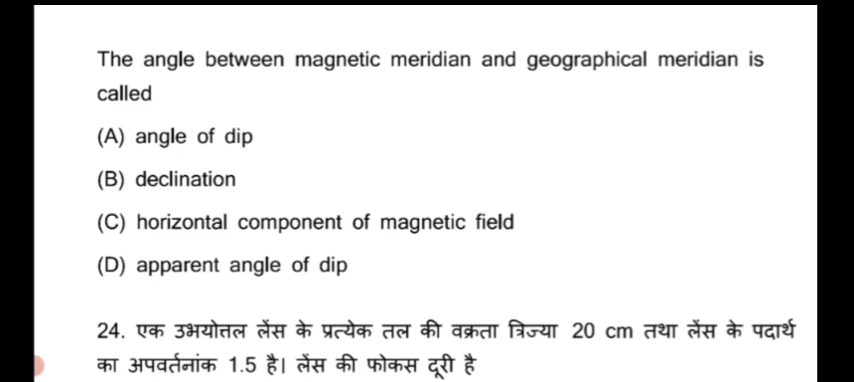 The angle between magnetic meridian and geographical meridian is
called
(A) angle of dip
(B) declination
(C) horizontal component of magnetic field
(D) apparent angle of dip
24. एक उभयोत्तल लेंस के प्रत्येक तल की वक्रता त्रिज्या 20 cm तथा लेंस के पदार्थ
का अपवर्तनांक 1.5 है। लेंस की फोकस दूरी है